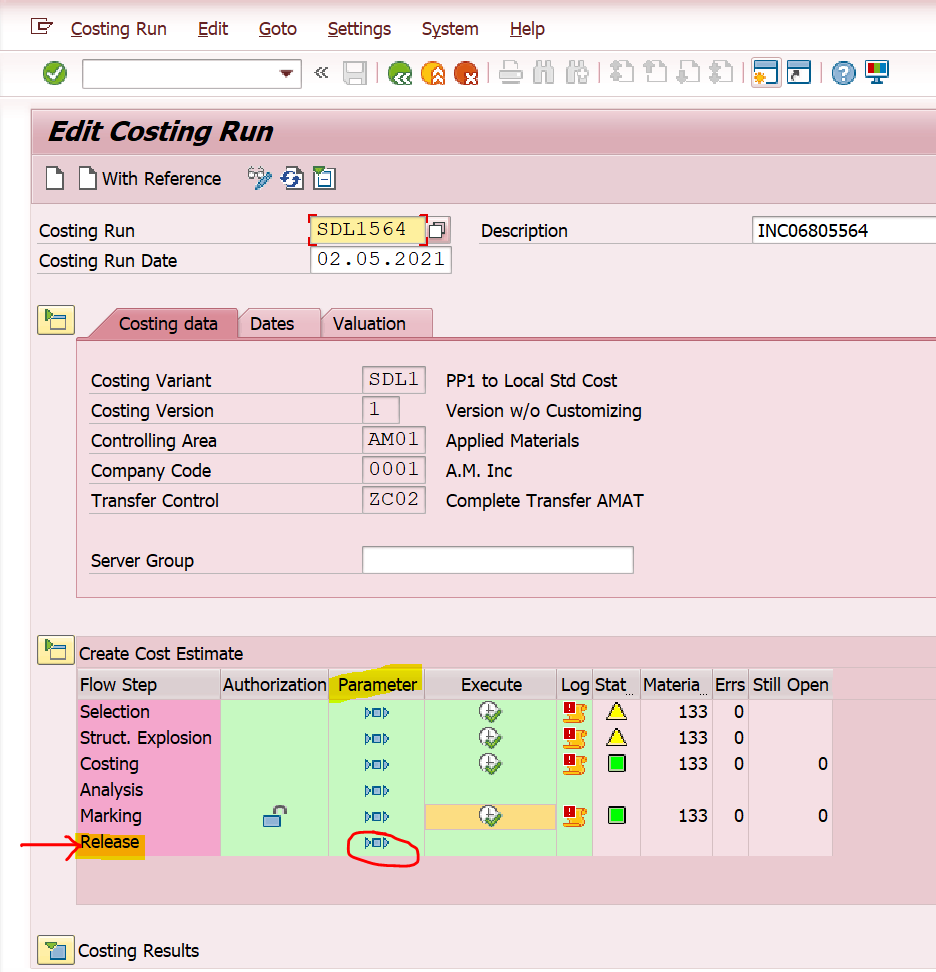 Costing Run Edit Goto Settings System Help
Edit Costing Run
With Reference
Costing Run SDL1564 Description INC06805564
Costing Run Date 02.05.2021
Costing data Dates Valuation
Costing Variant SDL1 PP1 to Local Std Cost
Costing Version 1 Version w/o Customizing
Controlling Area AM01 Applied Materials
Company Code 0001 A.M. Inc
Transfer Control ZC02 Complete Transfer AMAT
Server Group
Create Cost Estimate
Flow Step Authorization Parameter Execute Log Stat... Materia... Errs Still Open
Selection 133 0
Struct. Explosion 133 0
Costing 133 0 0
Analysis
Marking 133 0 0
Release
Costing Results